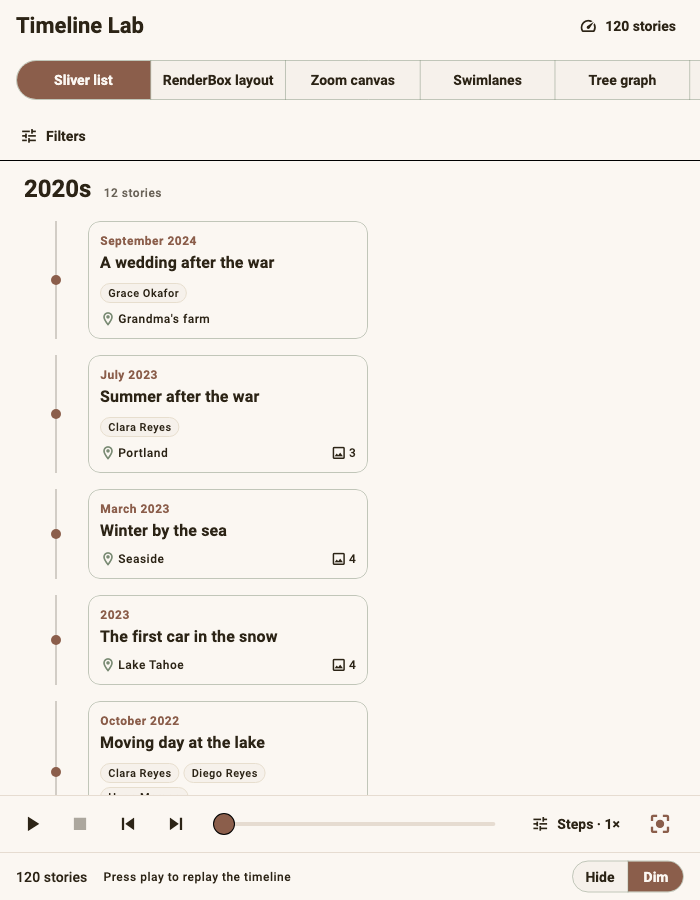 Timeline Lab
120 stories
Sliver list
RenderBox layout
Zoom canvas
Swimlanes
Tree graph
Filters
2020s 12 stories
September 2024
A wedding after the war
Grace Okafor
Grandma's farm
July 2023
Summer after the war
Clara Reyes
Portland 3
March 2023
Winter by the sea
Seaside 4
2023
The first car in the snow
Lake Tahoe 4
October 2022
Moving day at the lake
Clara Reyes Diego Reyes
Steps · 1×
120 stories Press play to replay the timeline
Hide Dim